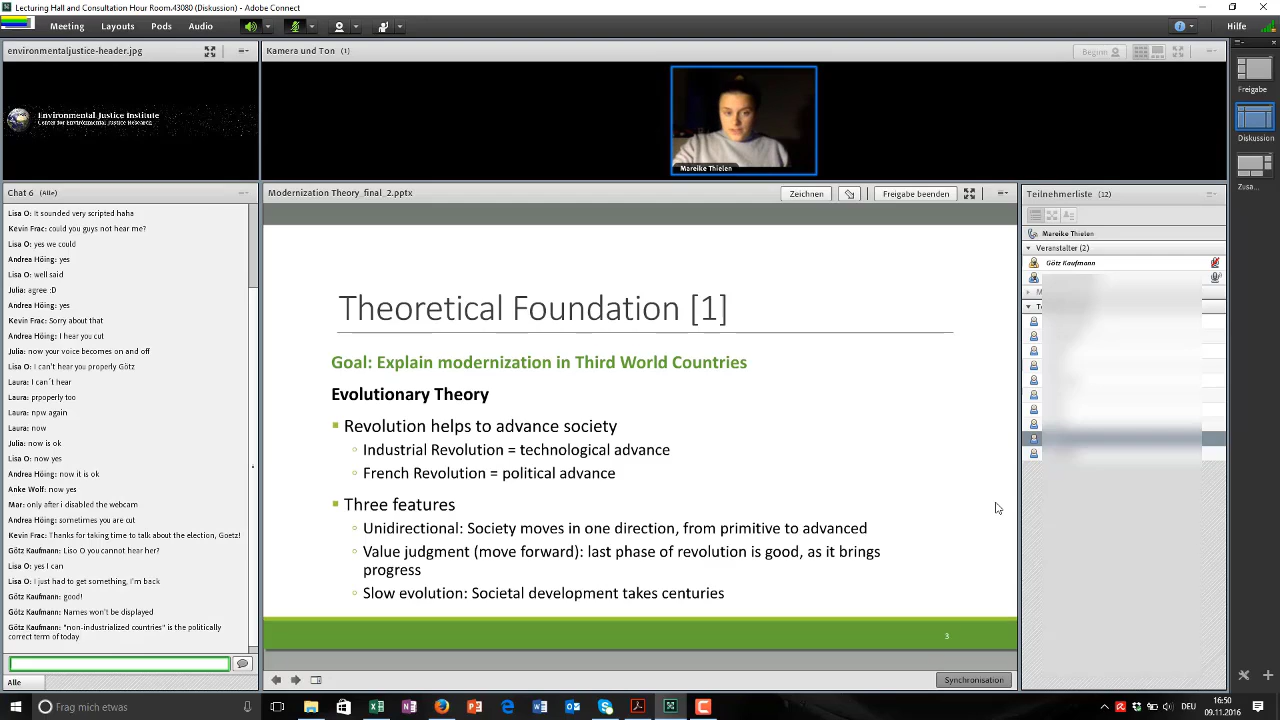 Lecturing Hall and Consultation Hour Room.43080 (Diskussion) - Adobe Connect
Meeting Layouts Pods Audio
Hilfe
environmentaljustice-header.jpg
Kamera und Ton (1)
Beginn
Freigabe
Diskussion
Zusa...
Environmental Justice Institute
Center for Environmental Justice Research
Mareike Thielen
Chat 6 (Alle)
Lisa O: It sounded very scripted haha
Kevin Frac: could you guys not hear me?
Lisa O: yes we could
Andrea Höing: yes
Lisa O: well said
Julia: agree :D
Andrea Höing: yes
Kevin Frac: Sorry about that
Andrea Höing: I hear you cut
Julia: now your voice becomes on and off
Lisa O: I can't hear you properly Götz
Laura: I can´t hear
Laura: prpoperly too
Laura: npw again
Laura: now
Julia: now is ok
Lisa O: now yes
Andrea Höing: now it is ok
Anke Wolf: now yes
Mar: only after i disabled the webcam
Andrea Höing: sometimes you are cut
Kevin Frac: Thanks for taking time to talk about the election, Goetz!
Götz Kaufmann: Liso O you cannot hear her?
Lisa O: yes I can
Lisa O: I just had to get something, i'm back
Götz Kaufmann: good!
Götz Kaufmann: Names won't be displayed
Götz Kaufmann: "non-industrialized countries" is the politically
correct term of today
Alle
Modernization Theory_final_2.pptx
Zeichnen
Freigabe beenden
Theoretical Foundation [1]
Goal: Explain modernization in Third World Countries
Evolutionary Theory
Revolution helps to advance society
Industrial Revolution = technological advance
French Revolution = political advance
Three features
Unidirectional: Society moves in one direction, from primitive to advanced
Value judgment (move forward): last phase of revolution is good, as it brings
progress
Slow evolution: Societal development takes centuries
3
Synchronisation
Teilnehmerliste (12)
Mareike Thielen
Veranstalter (2)
Götz Kaufmann
Frag mich etwas
DEU
16:50
09.11.2016